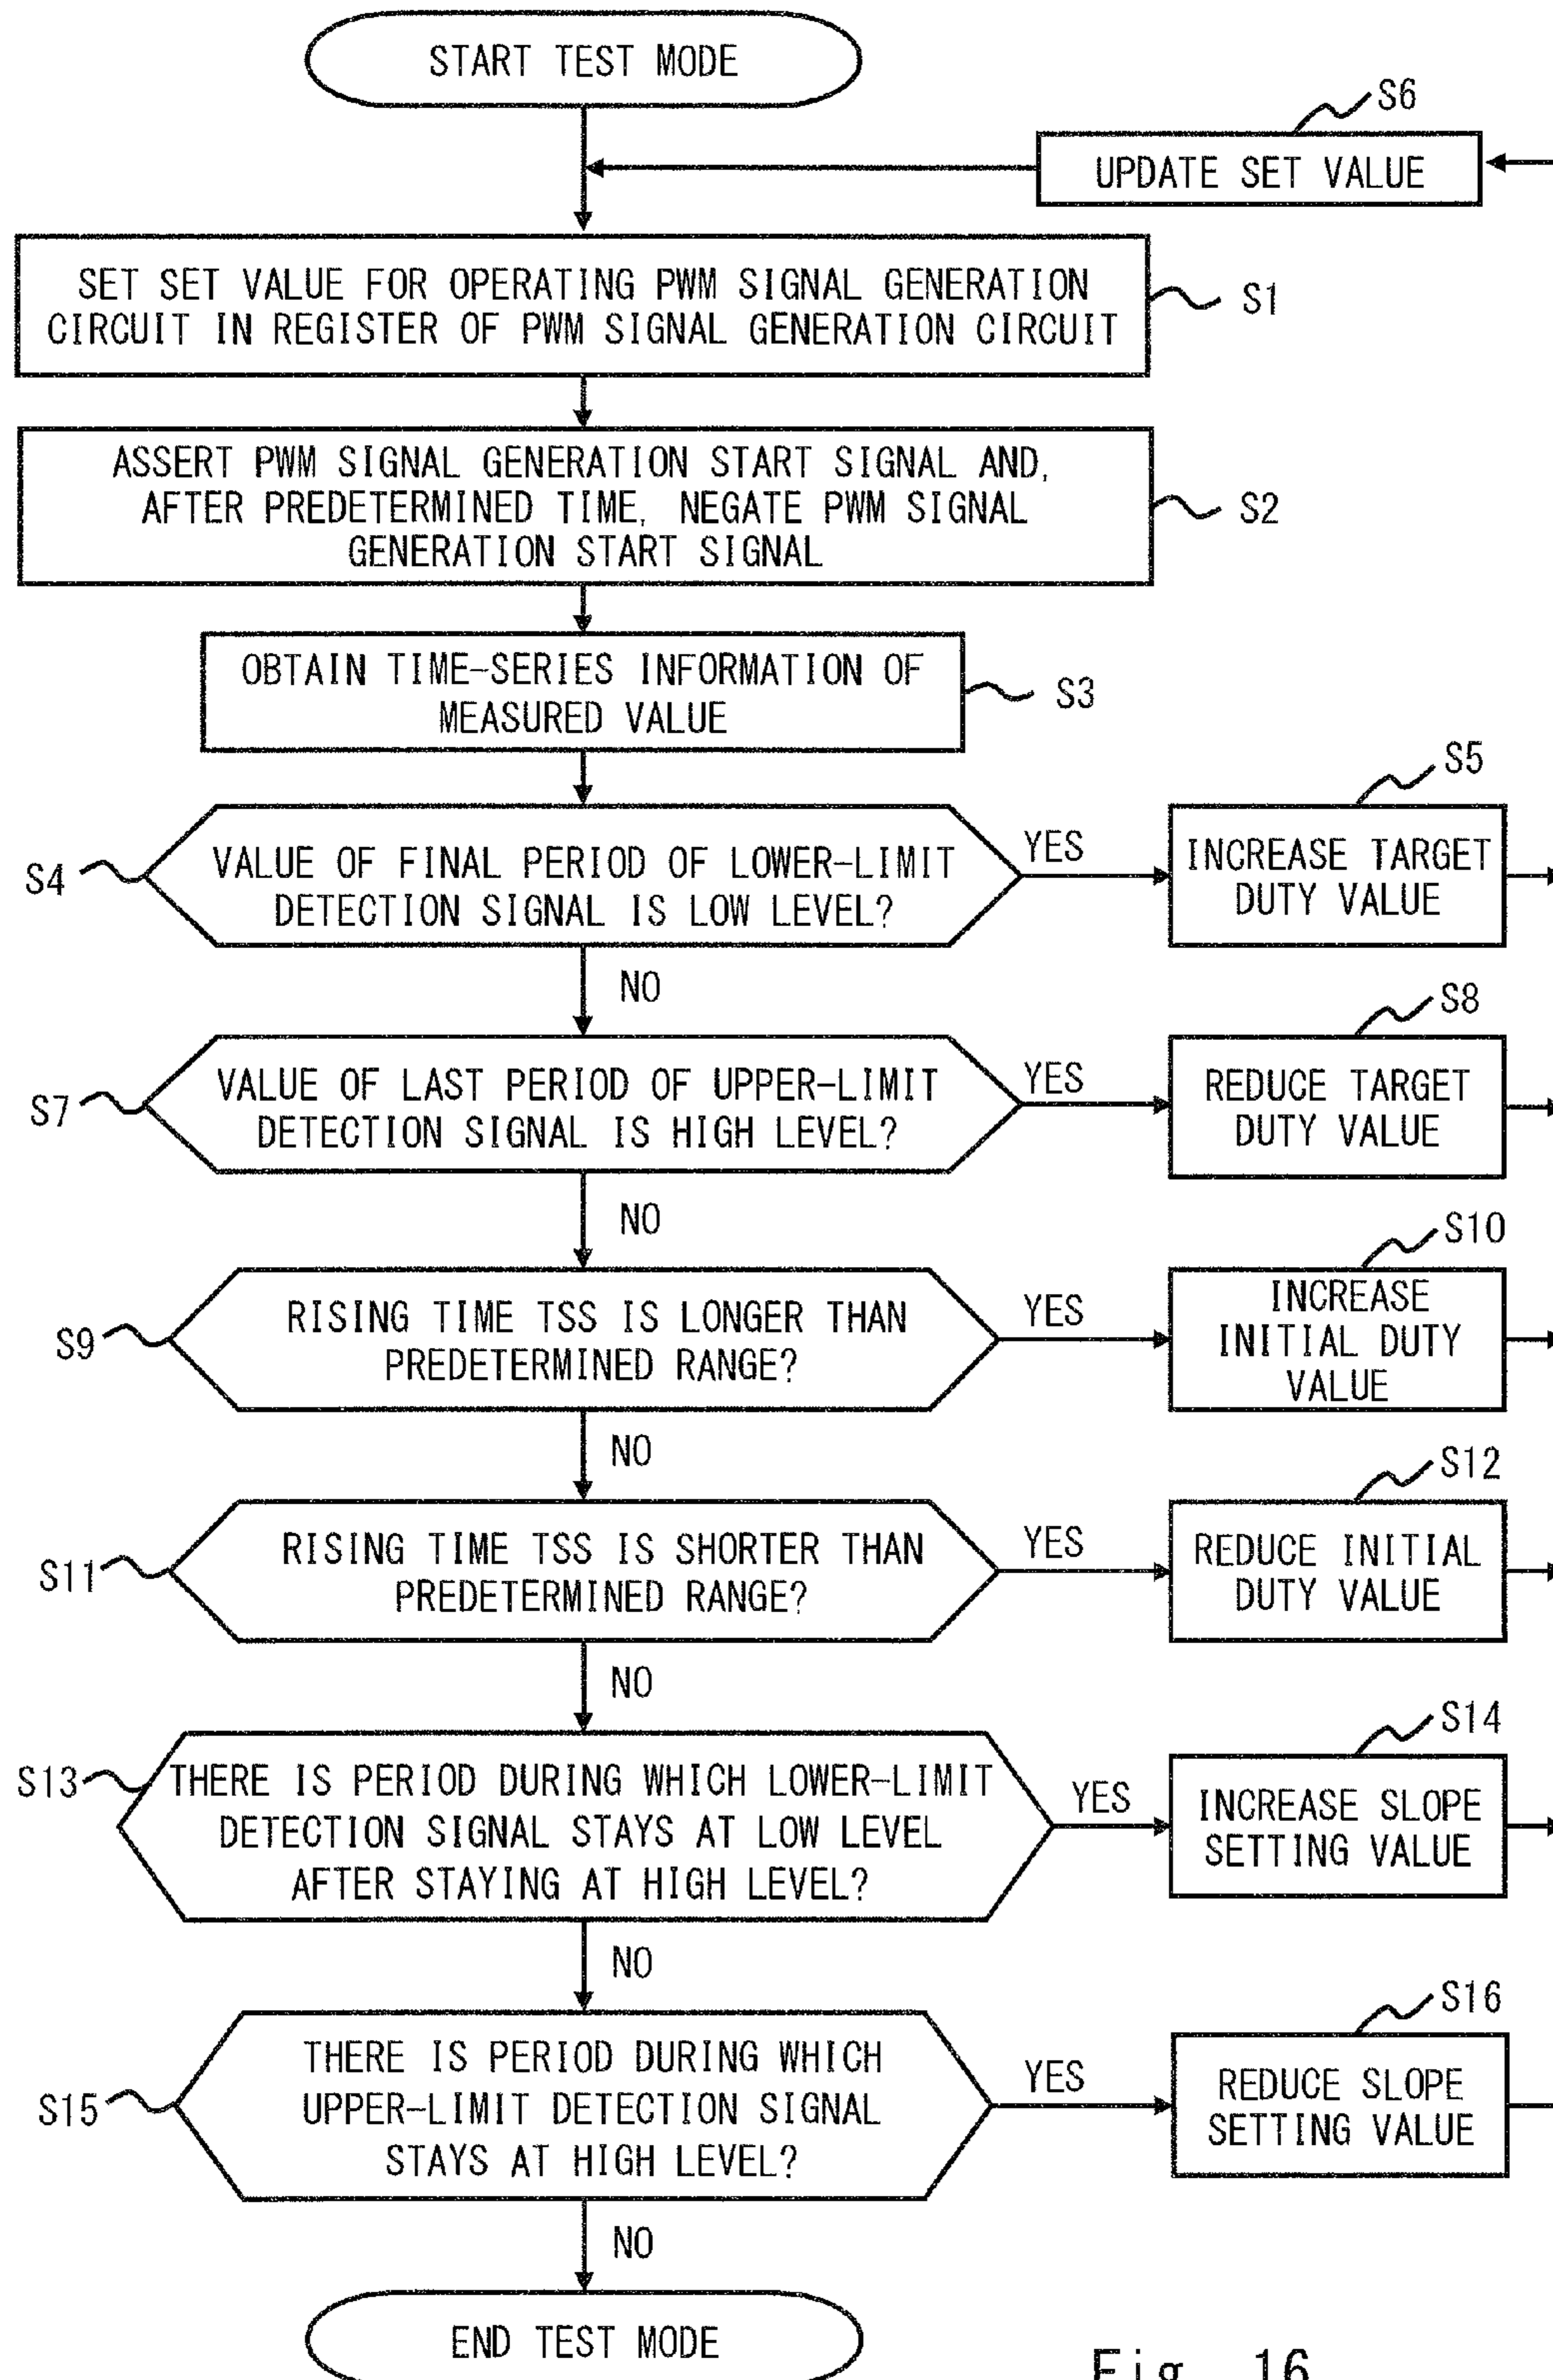 START TEST MODE
S6
UPDATE SET VALUE
SET SET VALUE FOR OPERATING PWM SIGNAL GENERATION
CIRCUIT IN REGISTER OF PWM SIGNAL GENERATION CIRCUIT
S1
ASSERT PWM SIGNAL GENERATION START SIGNAL AND,
AFTER PREDETERMINED TIME, NEGATE PWM SIGNAL
GENERATION START SIGNAL
S2
OBTAIN TIME-SERIES INFORMATION OF
MEASURED VALUE
S3
S4
VALUE OF FINAL PERIOD OF LOWER-LIMIT
DETECTION SIGNAL IS LOW LEVEL?
YES
S5
INCREASE TARGET
DUTY VALUE
NO
S7
VALUE OF LAST PERIOD OF UPPER-LIMIT
DETECTION SIGNAL IS HIGH LEVEL?
YES
S8
REDUCE TARGET
DUTY VALUE
NO
S9
RISING TIME TSS IS LONGER THAN
PREDETERMINED RANGE?
YES
S10
INCREASE
INITIAL DUTY
VALUE
NO
S11
RISING TIME TSS IS SHORTER THAN
PREDETERMINED RANGE?
YES
S12
REDUCE INITIAL
DUTY VALUE
NO
S13
THERE IS PERIOD DURING WHICH LOWER-LIMIT
DETECTION SIGNAL STAYS AT LOW LEVEL
AFTER STAYING AT HIGH LEVEL?
YES
S14
INCREASE SLOPE
SETTING VALUE
NO
S15
THERE IS PERIOD DURING WHICH
UPPER-LIMIT DETECTION SIGNAL
STAYS AT HIGH LEVEL?
YES
S16
REDUCE SLOPE
SETTING VALUE
NO
END TEST MODE
Fig. 16